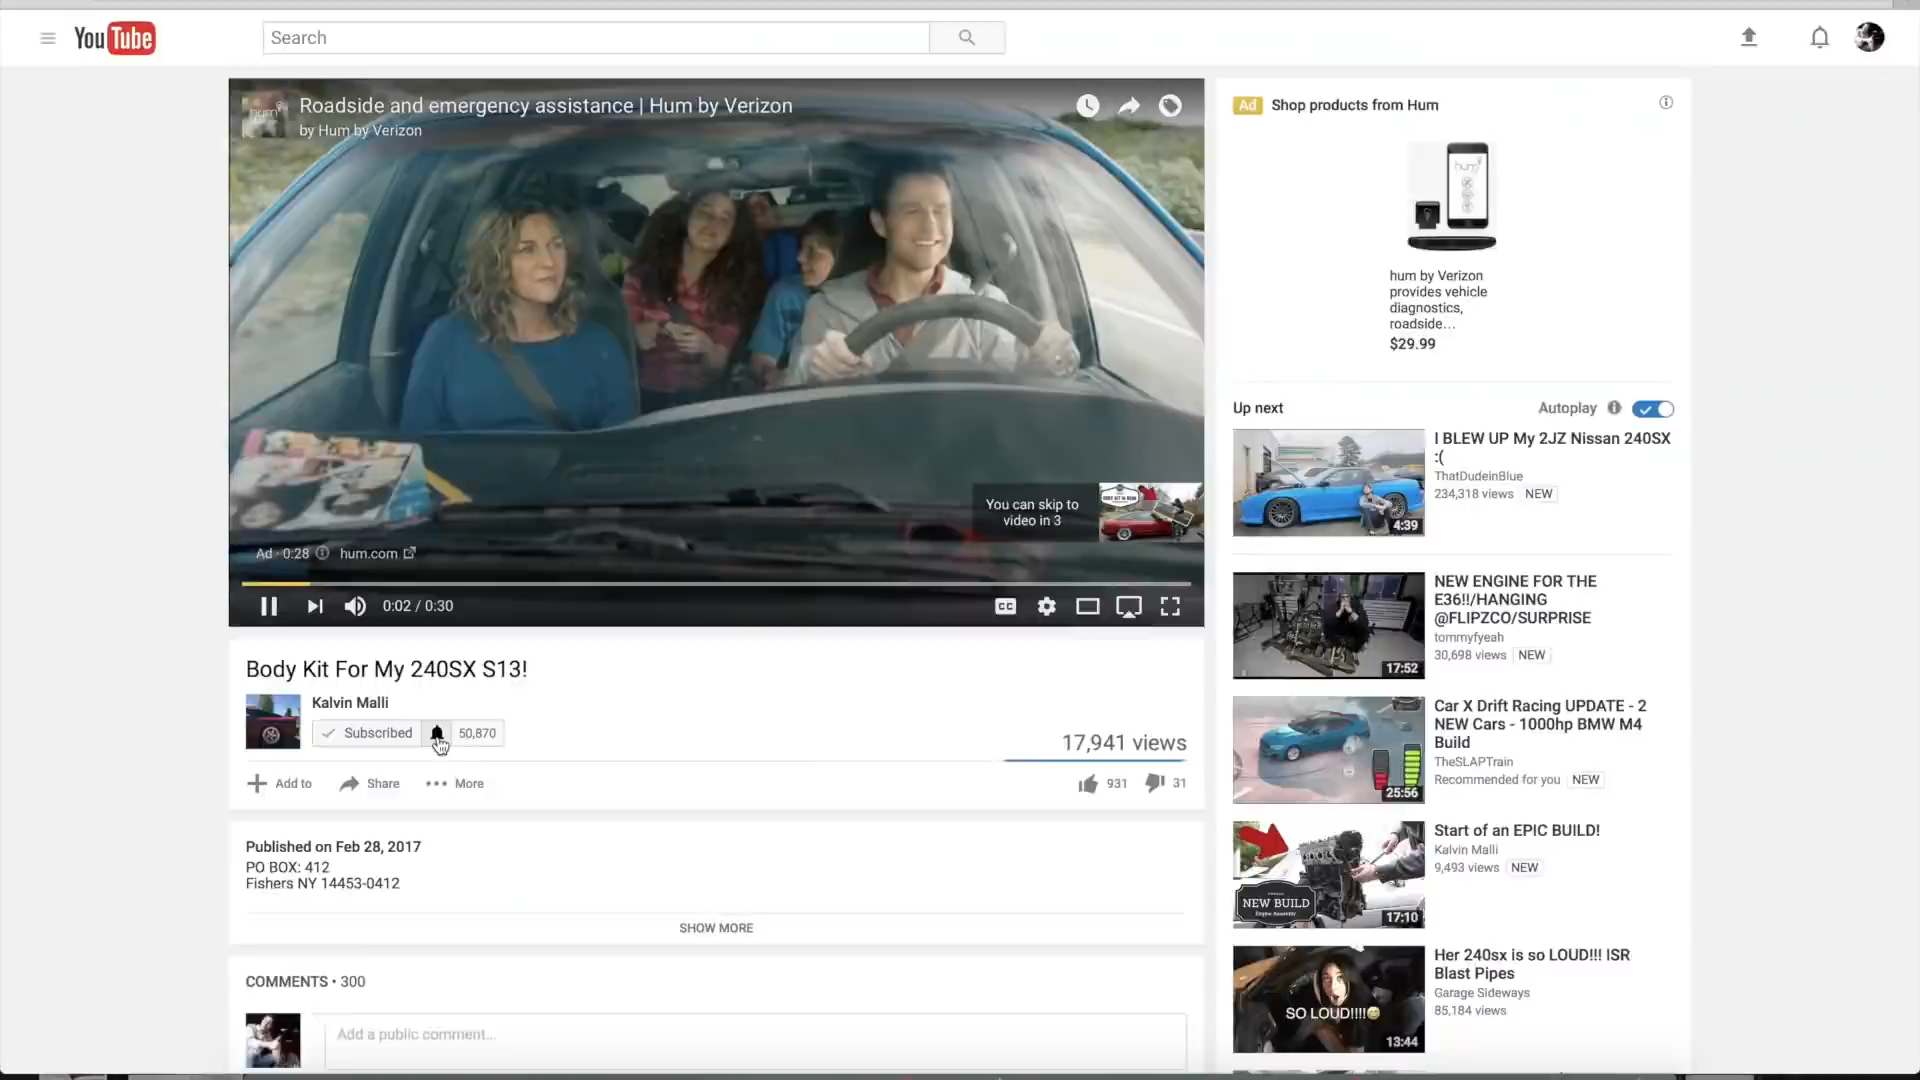 YouTube
Search
Roadside and emergency assistance | Hum by Verizon
by Hum by Verizon
You can skip to
video in 3
Ad · 0:28
hum.com
0:02 / 0:30
CC
Body Kit For My 240SX S13!
Kalvin Malli
Subscribed
50,870
17,941 views
Add to
Share
More
931
31
Published on Feb 28, 2017
PO BOX: 412
Fishers NY 14453-0412
SHOW MORE
COMMENTS • 300
Add a public comment...
Ad
Shop products from Hum
hum
hum by Verizon
provides vehicle
diagnostics,
roadside...
$29.99
Up next
Autoplay
I BLEW UP My 2JZ Nissan 240SX
:(
ThatDudeinBlue
234,318 views NEW
4:39
NEW ENGINE FOR THE
E36!!/HANGING
@FLIPZCO/SURPRISE
tommyfyeah
30,698 views NEW
17:52
Car X Drift Racing UPDATE - 2
NEW Cars - 1000hp BMW M4
Build
TheSLAPTrain
Recommended for you NEW
25:56
Start of an EPIC BUILD!
Kalvin Malli
9,493 views NEW
NEW BUILD
Engine Assembly
17:10
Her 240sx is so LOUD!!! ISR
Blast Pipes
Garage Sideways
85,184 views
SO LOUD!!!!😂
13:44